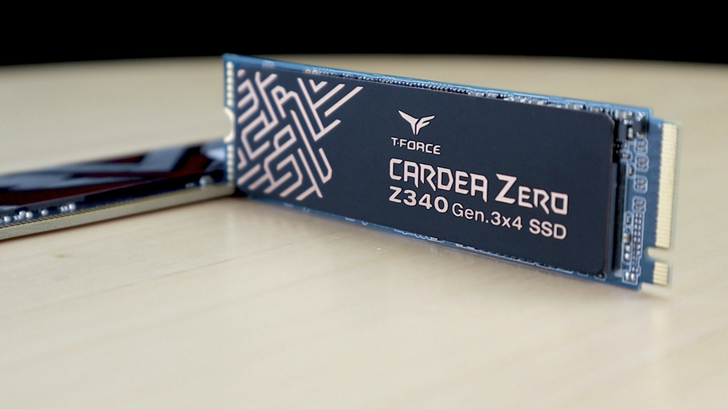 T-FORCE
CARDEA ZERO
Z340 Gen.3x4 SSD